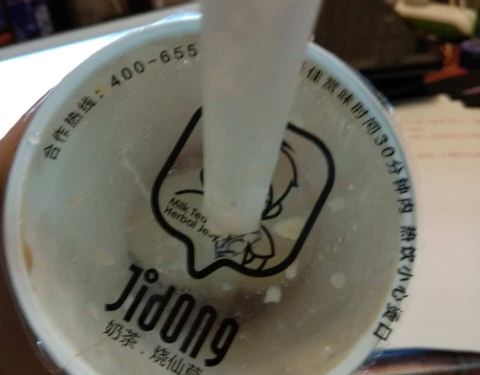 合作热线：400-655
佳赏味时间30分钟内 热饮小心烫口
Milk Tea
Herbal Jelly
Jidong
奶茶．烧仙草